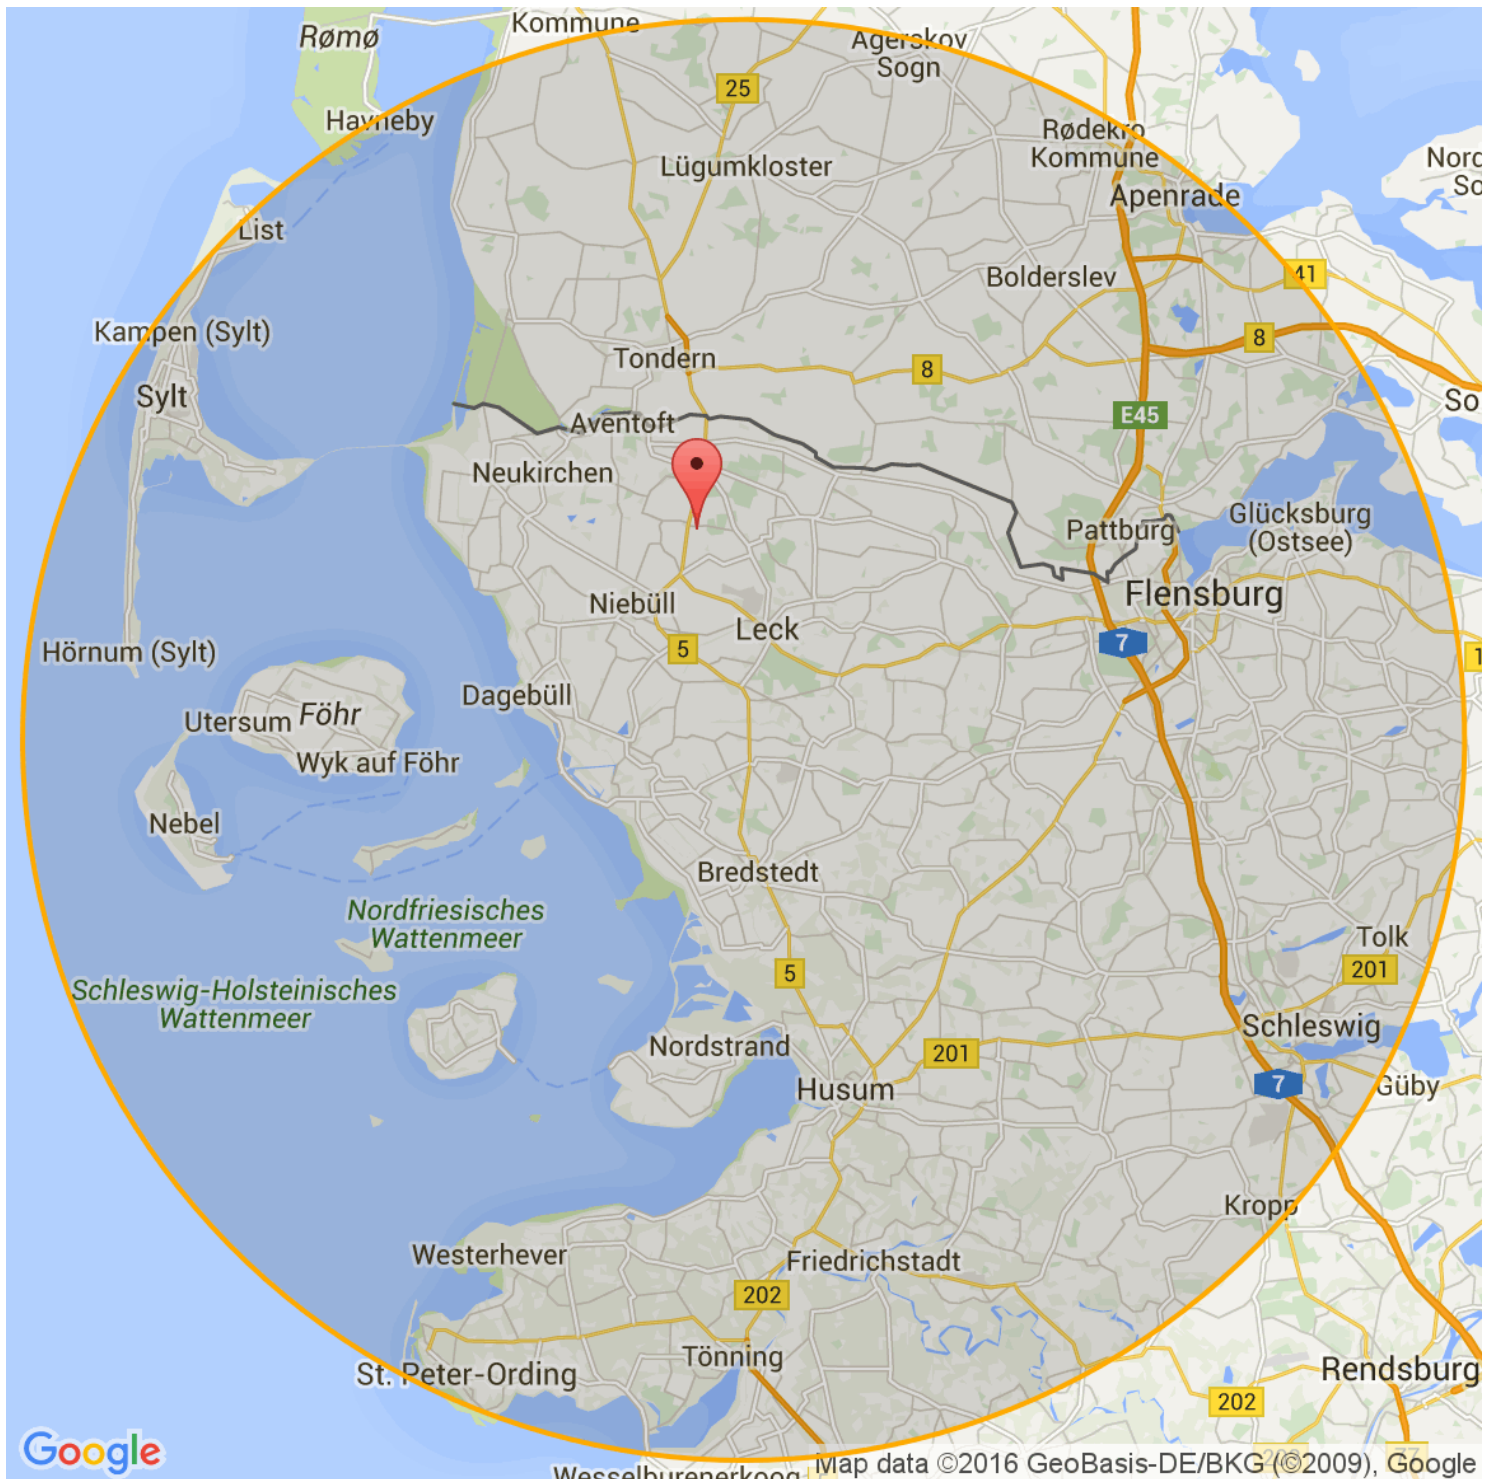 Kommune
Rømø
Agerskov
Sogn
25
Havneby
Rødekro
Kommune
Lügumkloster
Apenrade
List
Bolderslev
41
Kampen (Sylt)
8
Tondern
8
Sylt
E45
Aventoft
Neukirchen
Glücksburg
(Ostsee)
Pattburg
Flensburg
Niebüll
Leck
7
5
Hörnum (Sylt)
Dagebüll
Utersum
Föhr
Wyk auf Föhr
Nebel
Bredstedt
Nordfriesisches
Wattenmeer
Tolk
201
5
Schleswig-Holsteinisches
Wattenmeer
Schleswig
Nordstrand
201
Husum
7
Güby
Kropp
Westerhever
Friedrichstadt
202
Tönning
St. Peter-Ording
Rendsburg
202
Google
Map data ©2016 GeoBasis-DE/BKG (©2009), Google
Wesselburenerkoog